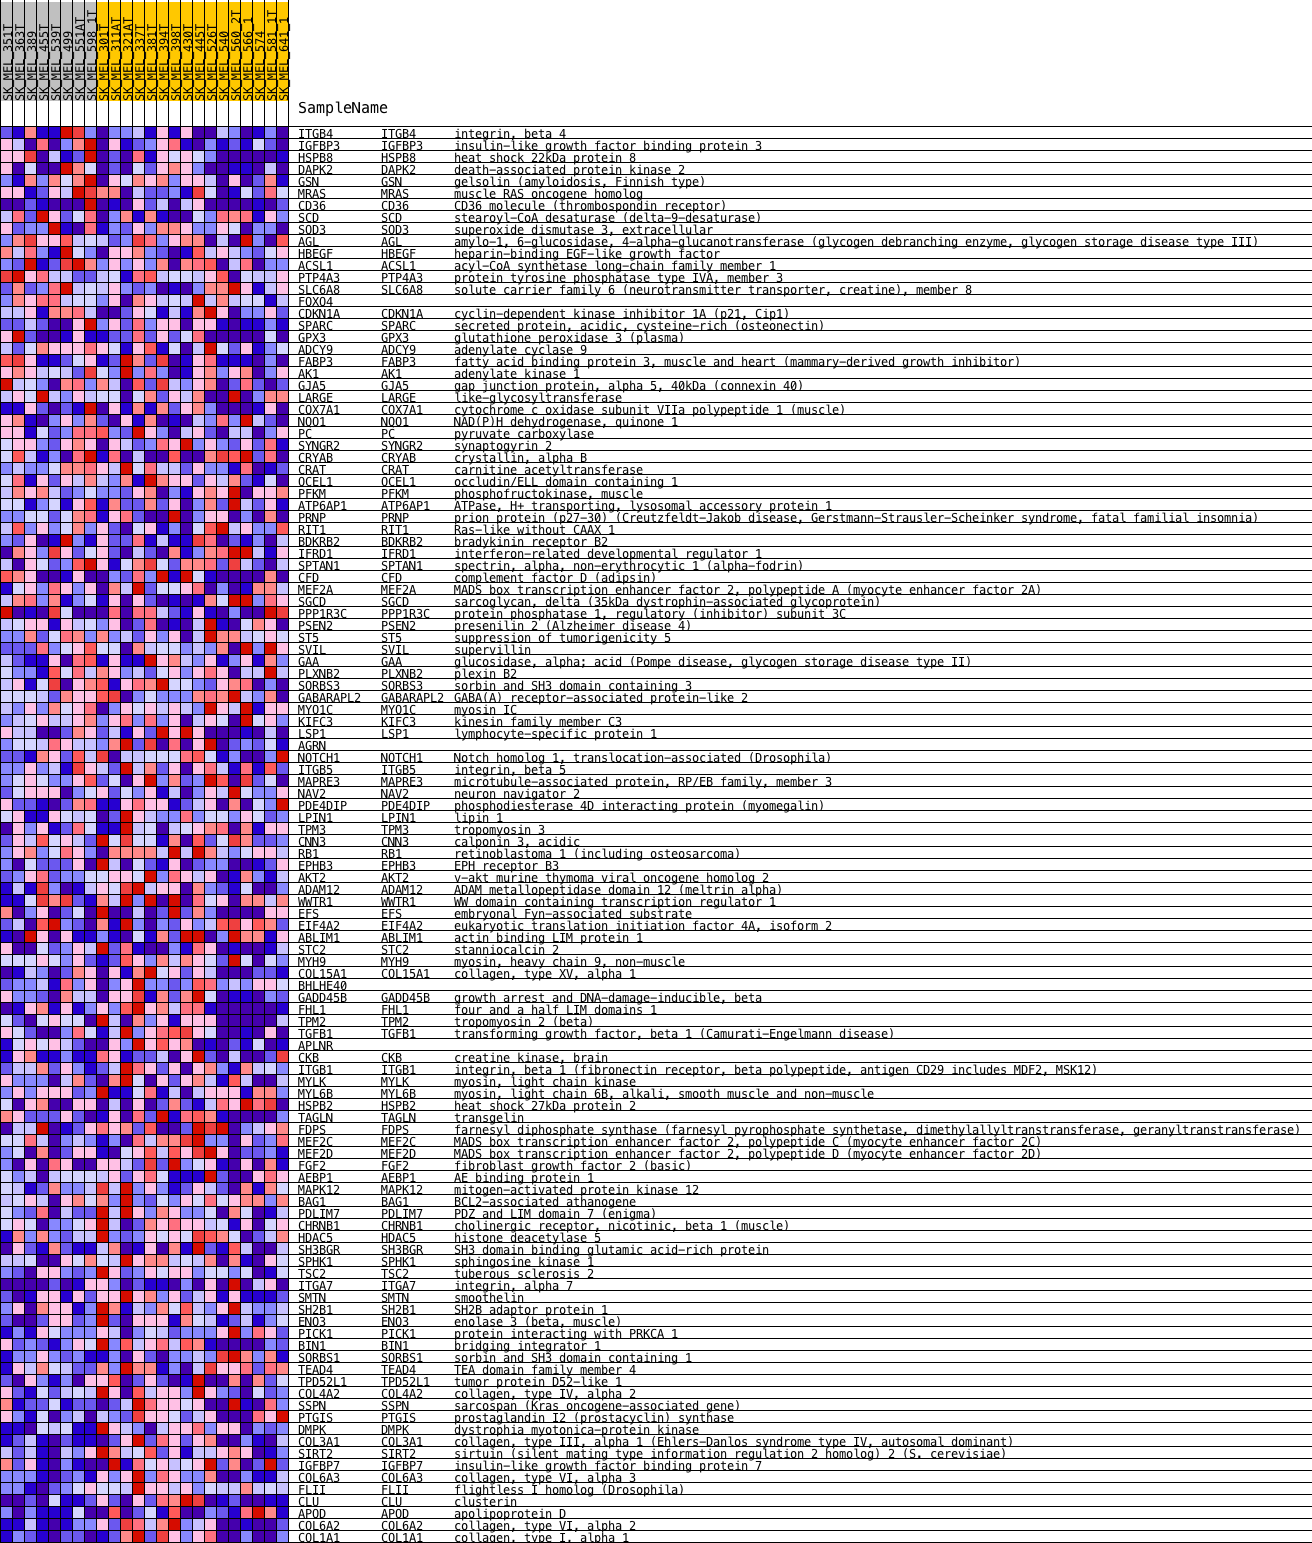 SK_MEL_351T
SK_MEL_363T
SK_MEL_389
SK_MEL_455T
SK_MEL_539T
SK_MEL_499
SK_MEL_551AT
SK_MEL_598_1T
SK_MEL_301T
SK_MEL_311AT
SK_MEL_321AT
SK_MEL_337T
SK_MEL_381T
SK_MEL_394T
SK_MEL_398T
SK_MEL_430T
SK_MEL_445T
SK_MEL_526T
SK_MEL_540
SK_MEL_560_2T
SK_MEL_566_1
SK_MEL_574
SK_MEL_581_1T
SK_MEL_641_1
SampleName
ITGB4 ITGB4 integrin, beta 4
IGFBP3 IGFBP3 insulin-like growth factor binding protein 3
HSPB8 HSPB8 heat shock 22kDa protein 8
DAPK2 DAPK2 death-associated protein kinase 2
GSN GSN gelsolin (amyloidosis, Finnish type)
MRAS MRAS muscle RAS oncogene homolog
CD36 CD36 CD36 molecule (thrombospondin receptor)
SCD SCD stearoyl-CoA desaturase (delta-9-desaturase)
SOD3 SOD3 superoxide dismutase 3, extracellular
AGL AGL amylo-1, 6-glucosidase, 4-alpha-glucanotransferase (glycogen debranching enzyme, glycogen storage disease type III)
HBEGF HBEGF heparin-binding EGF-like growth factor
ACSL1 ACSL1 acyl-CoA synthetase long-chain family member 1
PTP4A3 PTP4A3 protein tyrosine phosphatase type IVA, member 3
SLC6A8 SLC6A8 solute carrier family 6 (neurotransmitter transporter, creatine), member 8
FOXO4
CDKN1A CDKN1A cyclin-dependent kinase inhibitor 1A (p21, Cip1)
SPARC SPARC secreted protein, acidic, cysteine-rich (osteonectin)
GPX3 GPX3 glutathione peroxidase 3 (plasma)
ADCY9 ADCY9 adenylate cyclase 9
FABP3 FABP3 fatty acid binding protein 3, muscle and heart (mammary-derived growth inhibitor)
AK1 AK1 adenylate kinase 1
GJA5 GJA5 gap junction protein, alpha 5, 40kDa (connexin 40)
LARGE LARGE like-glycosyltransferase
COX7A1 COX7A1 cytochrome c oxidase subunit VIIa polypeptide 1 (muscle)
NQO1 NQO1 NAD(P)H dehydrogenase, quinone 1
PC PC pyruvate carboxylase
SYNGR2 SYNGR2 synaptogyrin 2
CRYAB CRYAB crystallin, alpha B
CRAT CRAT carnitine acetyltransferase
OCEL1 OCEL1 occludin/ELL domain containing 1
PFKM PFKM phosphofructokinase, muscle
ATP6AP1 ATP6AP1 ATPase, H+ transporting, lysosomal accessory protein 1
PRNP PRNP prion protein (p27-30) (Creutzfeldt-Jakob disease, Gerstmann-Strausler-Scheinker syndrome, fatal familial insomnia)
RIT1 RIT1 Ras-like without CAAX 1
BDKRB2 BDKRB2 bradykinin receptor B2
IFRD1 IFRD1 interferon-related developmental regulator 1
SPTAN1 SPTAN1 spectrin, alpha, non-erythrocytic 1 (alpha-fodrin)
CFD CFD complement factor D (adipsin)
MEF2A MEF2A MADS box transcription enhancer factor 2, polypeptide A (myocyte enhancer factor 2A)
SGCD SGCD sarcoglycan, delta (35kDa dystrophin-associated glycoprotein)
PPP1R3C PPP1R3C protein phosphatase 1, regulatory (inhibitor) subunit 3C
PSEN2 PSEN2 presenilin 2 (Alzheimer disease 4)
ST5 ST5 suppression of tumorigenicity 5
SVIL SVIL supervillin
GAA GAA glucosidase, alpha; acid (Pompe disease, glycogen storage disease type II)
PLXNB2 PLXNB2 plexin B2
SORBS3 SORBS3 sorbin and SH3 domain containing 3
GABARAPL2 GABARAPL2 GABA(A) receptor-associated protein-like 2
MYO1C MYO1C myosin IC
KIFC3 KIFC3 kinesin family member C3
LSP1 LSP1 lymphocyte-specific protein 1
AGRN
NOTCH1 NOTCH1 Notch homolog 1, translocation-associated (Drosophila)
ITGB5 ITGB5 integrin, beta 5
MAPRE3 MAPRE3 microtubule-associated protein, RP/EB family, member 3
NAV2 NAV2 neuron navigator 2
PDE4DIP PDE4DIP phosphodiesterase 4D interacting protein (myomegalin)
LPIN1 LPIN1 lipin 1
TPM3 TPM3 tropomyosin 3
CNN3 CNN3 calponin 3, acidic
RB1 RB1 retinoblastoma 1 (including osteosarcoma)
EPHB3 EPHB3 EPH receptor B3
AKT2 AKT2 v-akt murine thymoma viral oncogene homolog 2
ADAM12 ADAM12 ADAM metallopeptidase domain 12 (meltrin alpha)
WWTR1 WWTR1 WW domain containing transcription regulator 1
EFS EFS embryonal Fyn-associated substrate
EIF4A2 EIF4A2 eukaryotic translation initiation factor 4A, isoform 2
ABLIM1 ABLIM1 actin binding LIM protein 1
STC2 STC2 stanniocalcin 2
MYH9 MYH9 myosin, heavy chain 9, non-muscle
COL15A1 COL15A1 collagen, type XV, alpha 1
BHLHE40
GADD45B GADD45B growth arrest and DNA-damage-inducible, beta
FHL1 FHL1 four and a half LIM domains 1
TPM2 TPM2 tropomyosin 2 (beta)
TGFB1 TGFB1 transforming growth factor, beta 1 (Camurati-Engelmann disease)
APLNR
CKB CKB creatine kinase, brain
ITGB1 ITGB1 integrin, beta 1 (fibronectin receptor, beta polypeptide, antigen CD29 includes MDF2, MSK12)
MYLK MYLK myosin, light chain kinase
MYL6B MYL6B myosin, light chain 6B, alkali, smooth muscle and non-muscle
HSPB2 HSPB2 heat shock 27kDa protein 2
TAGLN TAGLN transgelin
FDPS FDPS farnesyl diphosphate synthase (farnesyl pyrophosphate synthetase, dimethylallyltranstransferase, geranyltranstransferase)
MEF2C MEF2C MADS box transcription enhancer factor 2, polypeptide C (myocyte enhancer factor 2C)
MEF2D MEF2D MADS box transcription enhancer factor 2, polypeptide D (myocyte enhancer factor 2D)
FGF2 FGF2 fibroblast growth factor 2 (basic)
AEBP1 AEBP1 AE binding protein 1
MAPK12 MAPK12 mitogen-activated protein kinase 12
BAG1 BAG1 BCL2-associated athanogene
PDLIM7 PDLIM7 PDZ and LIM domain 7 (enigma)
CHRNB1 CHRNB1 cholinergic receptor, nicotinic, beta 1 (muscle)
HDAC5 HDAC5 histone deacetylase 5
SH3BGR SH3BGR SH3 domain binding glutamic acid-rich protein
SPHK1 SPHK1 sphingosine kinase 1
TSC2 TSC2 tuberous sclerosis 2
ITGA7 ITGA7 integrin, alpha 7
SMTN SMTN smoothelin
SH2B1 SH2B1 SH2B adaptor protein 1
ENO3 ENO3 enolase 3 (beta, muscle)
PICK1 PICK1 protein interacting with PRKCA 1
BIN1 BIN1 bridging integrator 1
SORBS1 SORBS1 sorbin and SH3 domain containing 1
TEAD4 TEAD4 TEA domain family member 4
TPD52L1 TPD52L1 tumor protein D52-like 1
COL4A2 COL4A2 collagen, type IV, alpha 2
SSPN SSPN sarcospan (Kras oncogene-associated gene)
PTGIS PTGIS prostaglandin I2 (prostacyclin) synthase
DMPK DMPK dystrophia myotonica-protein kinase
COL3A1 COL3A1 collagen, type III, alpha 1 (Ehlers-Danlos syndrome type IV, autosomal dominant)
SIRT2 SIRT2 sirtuin (silent mating type information regulation 2 homolog) 2 (S. cerevisiae)
IGFBP7 IGFBP7 insulin-like growth factor binding protein 7
COL6A3 COL6A3 collagen, type VI, alpha 3
FLII FLII flightless I homolog (Drosophila)
CLU CLU clusterin
APOD APOD apolipoprotein D
COL6A2 COL6A2 collagen, type VI, alpha 2
COL1A1 COL1A1 collagen, type I, alpha 1